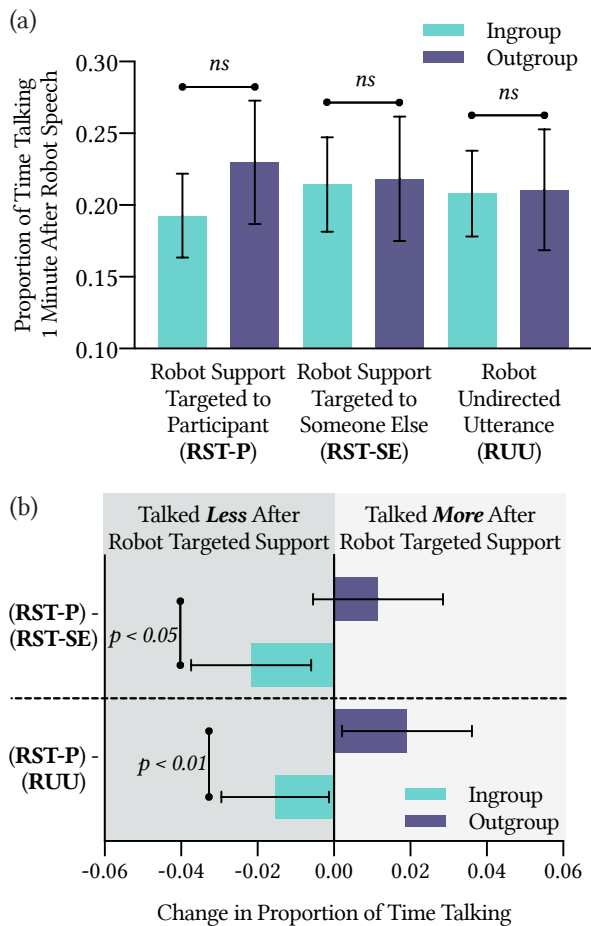 (a)
Ingroup
Outgroup
Proportion of Time Talking
1 Minute After Robot Speech
0.30
0.25
0.20
0.15
0.10
ns
ns
ns
Robot Support
Targeted to
Participant
(RST-P)
Robot Support
Targeted to
Someone Else
(RST-SE)
Robot
Undirected
Utterance
(RUU)
(b)
Talked Less After
Robot Targeted Support
Talked More After
Robot Targeted Support
(RST-P) -
(RST-SE)
p < 0.05
(RST-P) -
(RUU)
p < 0.01
Ingroup
Outgroup
-0.06
-0.04
-0.02
0.00
0.02
0.04
0.06
Change in Proportion of Time Talking